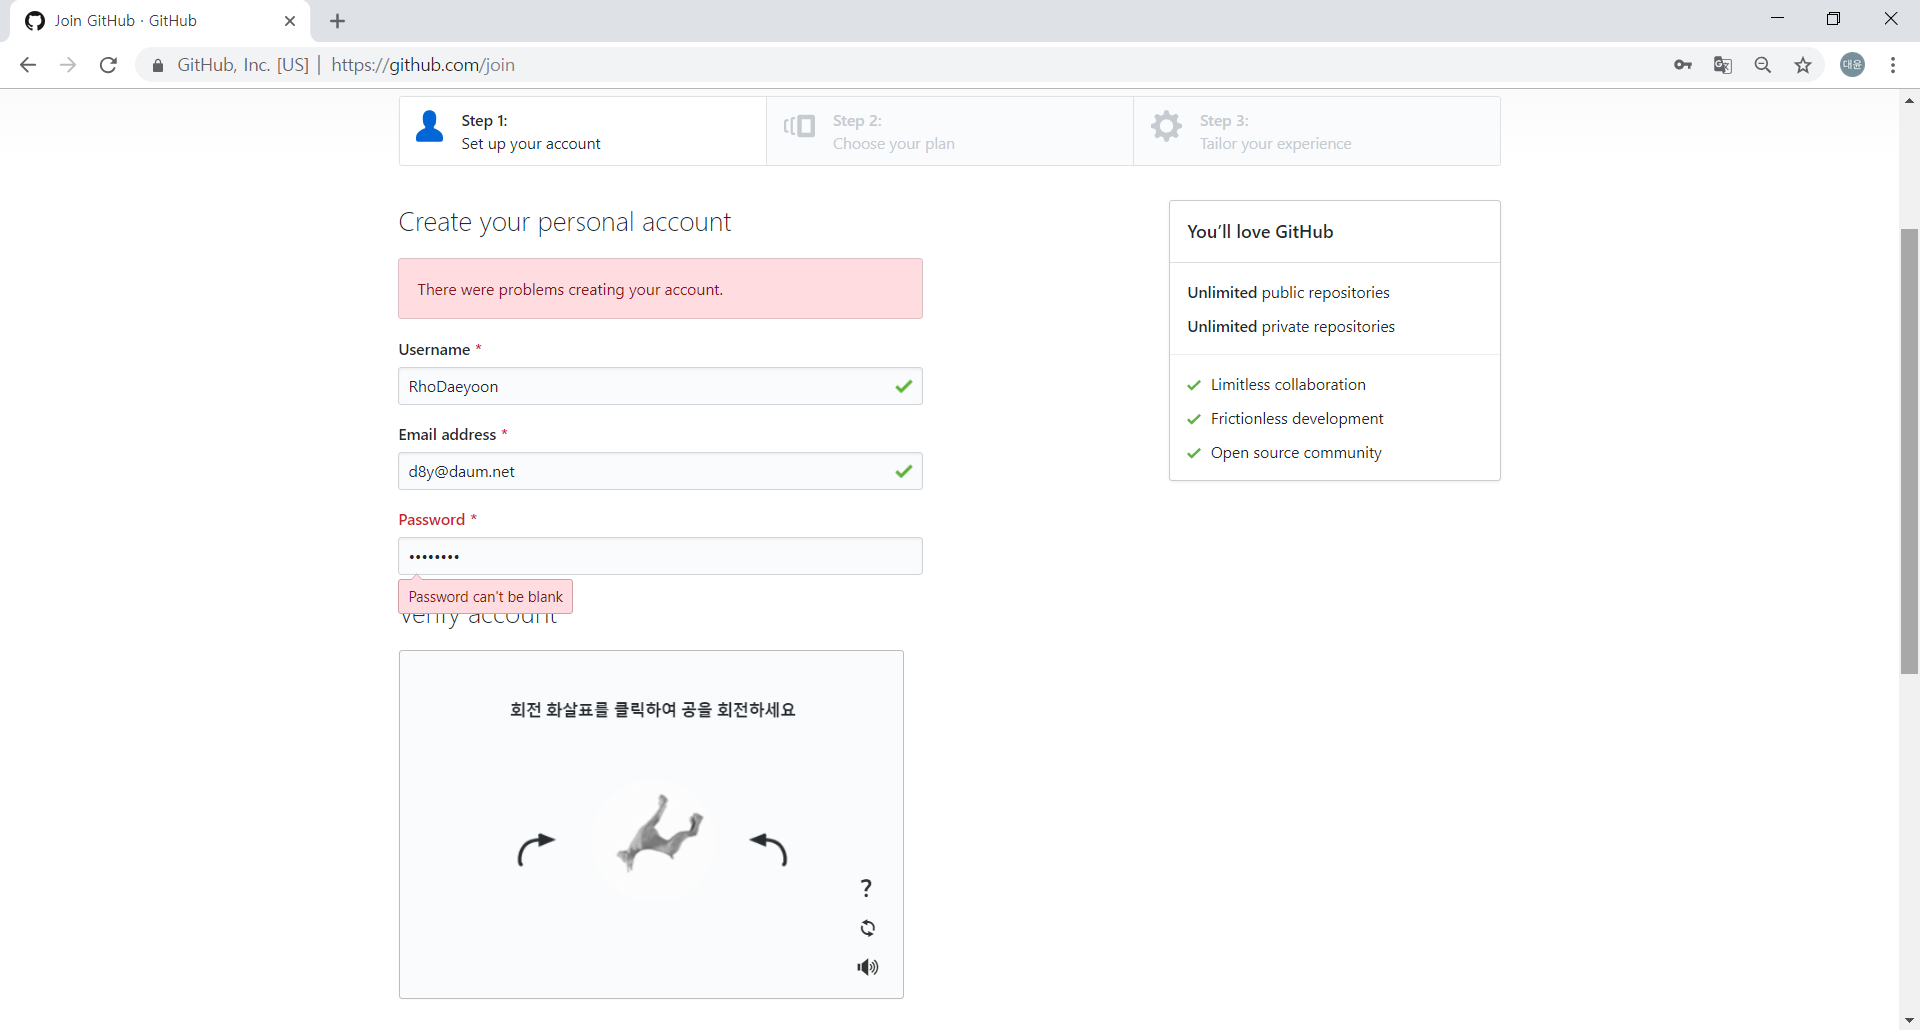 Join GitHub · GitHub
GitHub, Inc. [US] | https://github.com/join
대윤
Step 1:
Set up your account
Step 2:
Choose your plan
Step 3:
Tailor your experience
Create your personal account
There were problems creating your account.
Username *
RhoDaeyoon
Email address *
d8y@daum.net
Password *
••••••••
Password can't be blank
Verify account
회전 화살표를 클릭하여 공을 회전하세요
?
You’ll love GitHub
Unlimited public repositories
Unlimited private repositories
Limitless collaboration
Frictionless development
Open source community